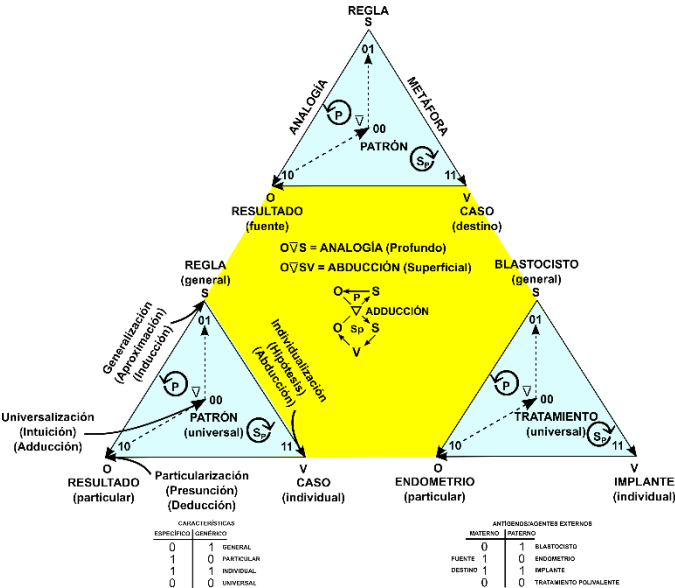 REGLA
S
01
ANALOGÍA
METÁFORA
P
V̅
00
PATRÓN
10
SP
11
O
V
RESULTADO
(fuente)
CASO
(destino)
O∇S = ANALOGÍA (Profundo)
O∇SV = ABDUCCIÓN (Superficial)
O S
P
∇ ADDUCCIÓN
O Sp S
V
REGLA
(general)
S
01
Generalización
(Aproximación)
(Inducción)
Individualización
(Hipótesis)
(Abducción)
P
V̅
00
PATRÓN
(universal)
SP
10
11
Universalización
(Intuición)
(Adducción)
O
RESULTADO
(particular)
Particularización
(Presunción)
(Deducción)
V
CASO
(individual)
BLASTOCISTO
(general)
S
01
P
V̅
00
TRATAMIENTO
(universal)
SP
10
11
O
ENDOMETRIO
(particular)
V
IMPLANTE
(individual)
CARACTERÍSTICAS
ESPECÍFICO GENÉRICO
0 1 GENERAL
1 0 PARTICULAR
1 1 INDIVIDUAL
0 0 UNIVERSAL
ANTÍGENOS/AGENTES EXTERNOS
MATERNO PATERNO
0 1 BLASTOCISTO
FUENTE 1 0 ENDOMETRIO
DESTINO 1 1 IMPLANTE
0 0 TRATAMIENTO POLIVALENTE